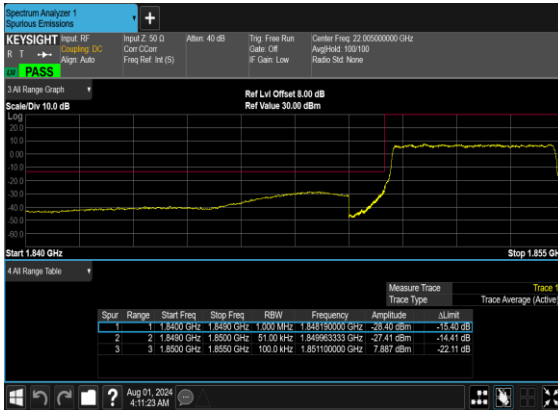 Spectrum Analyzer 1
Spurious Emissions
+
KEYSIGHT Input: RF Input Z: 50 Ω Atten: 40 dB Trig: Free Run Center Freq: 22.005000000 GHz
R T Coupling: DC Corr CCorr Gate: Off Avg|Hold: 100/100
Align: Auto Freq Ref: Int (S) IF Gain: Low Radio Std: None
PASS
3 All Range Graph
Scale/Div 10.0 dB Ref Lvl Offset 8.00 dB
Ref Value 30.00 dBm
Log
20.0
10.0
0.00
-10.0
-20.0
-30.0
-40.0
-50.0
-60.0
Start 1.840 GHz Stop 1.855 GH
4 All Range Table
Measure Trace Trace 1
Trace Type Trace Average (Active)
Spur Range Start Freq Stop Freq RBW Frequency Amplitude ΔLimit
1 1 1.8400 GHz 1.8490 GHz 1.000 MHz 1.848190000 GHz -28.40 dBm -15.40 dB
2 2 1.8490 GHz 1.8500 GHz 51.00 kHz 1.849963333 GHz -27.41 dBm -14.41 dB
3 3 1.8500 GHz 1.8550 GHz 100.0 kHz 1.851100000 GHz 7.887 dBm -22.11 dB
? Aug 01, 2024
4:11:23 AM